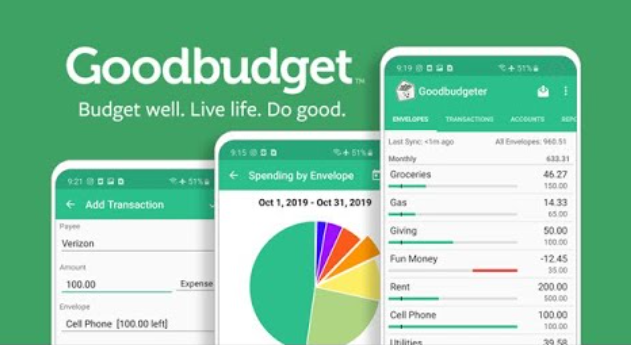 Goodbudget™
Budget well. Live life. Do good.
9:21
51%
Add Transaction
Payee
Verizon
Amount
100.00
Expense
Envelope
Cell Phone [100.00 left]
9:15
51%
Spending by Envelope
Oct 1, 2019 - Oct 31, 2019
9:19
51%
Goodbudgeter
ENVELOPES TRANSACTIONS ACCOUNTS REPO
Last Sync: <1m ago All Envelopes: 960.51
Monthly 633.31
Groceries 46.27
150.00
Gas 14.33
65.00
Giving 50.00
100.00
Fun Money -12.45
35.00
Rent 200.00
500.00
Cell Phone 100.00
100.00
Utilities 39.58